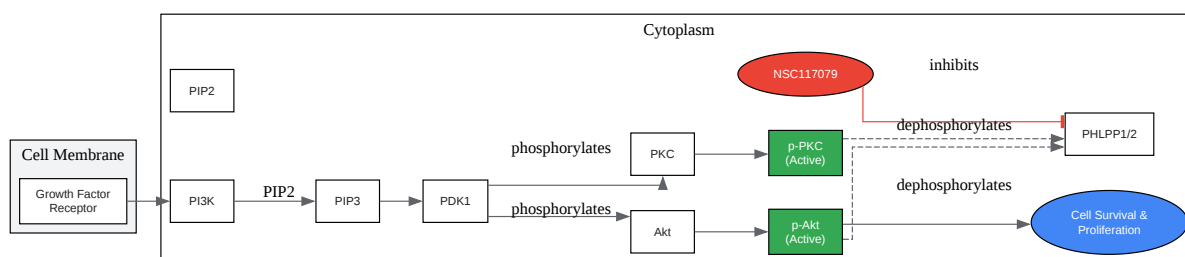 Cytoplasm
NSC117079
inhibits
PIP2
dephosphorylates
PHLPP1/2
Cell Membrane
phosphorylates
PKC
p-PKC
(Active)
Growth Factor
Receptor
PI3K
PIP2
PIP3
PDK1
phosphorylates
Akt
p-Akt
(Active)
dephosphorylates
Cell Survival &
Proliferation